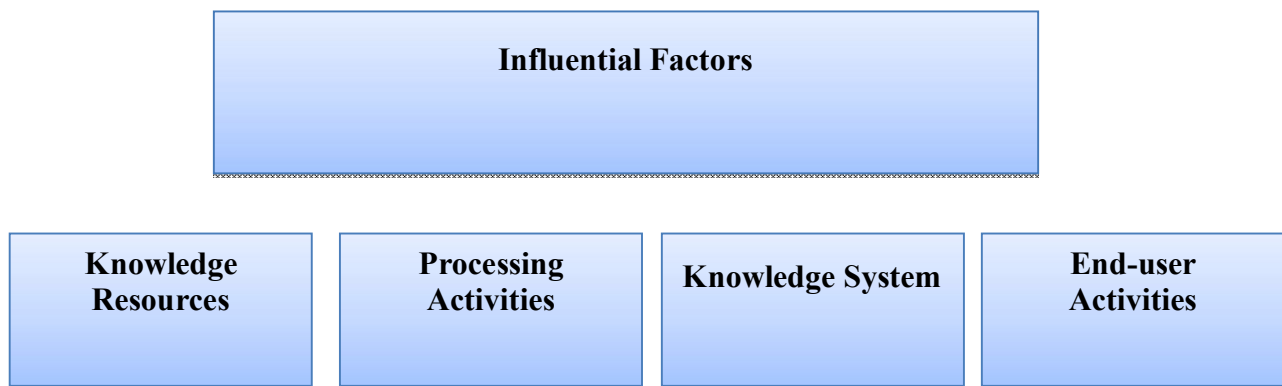 Influential Factors
Knowledge
Resources
Processing
Activities
Knowledge System
End-user
Activities